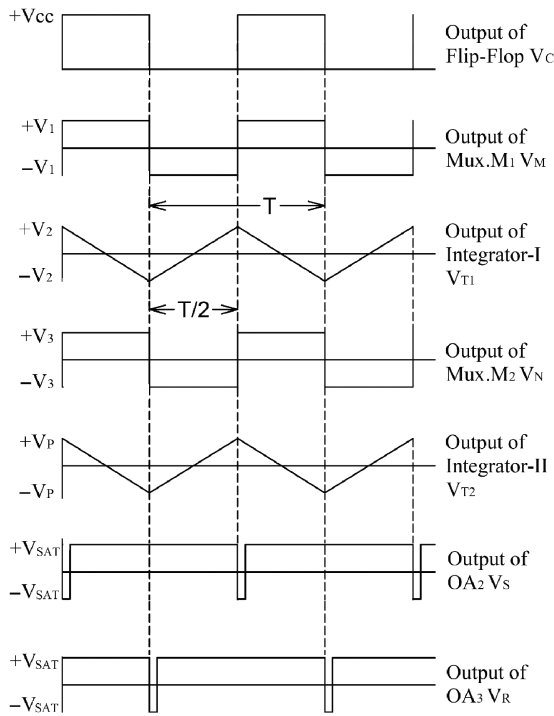 +Vcc
Output of
Flip-Flop VC
+V1
Output of
−V1
Mux.M1 VM
T
+V2
Output of
Integrator-I
−V2
VT1
T/2
+V3
Output of
−V3
Mux.M2 VN
+VP
Output of
Integrator-II
−VP
VT2
+VSAT
Output of
−VSAT
OA2 VS
+VSAT
Output of
−VSAT
OA3 VR